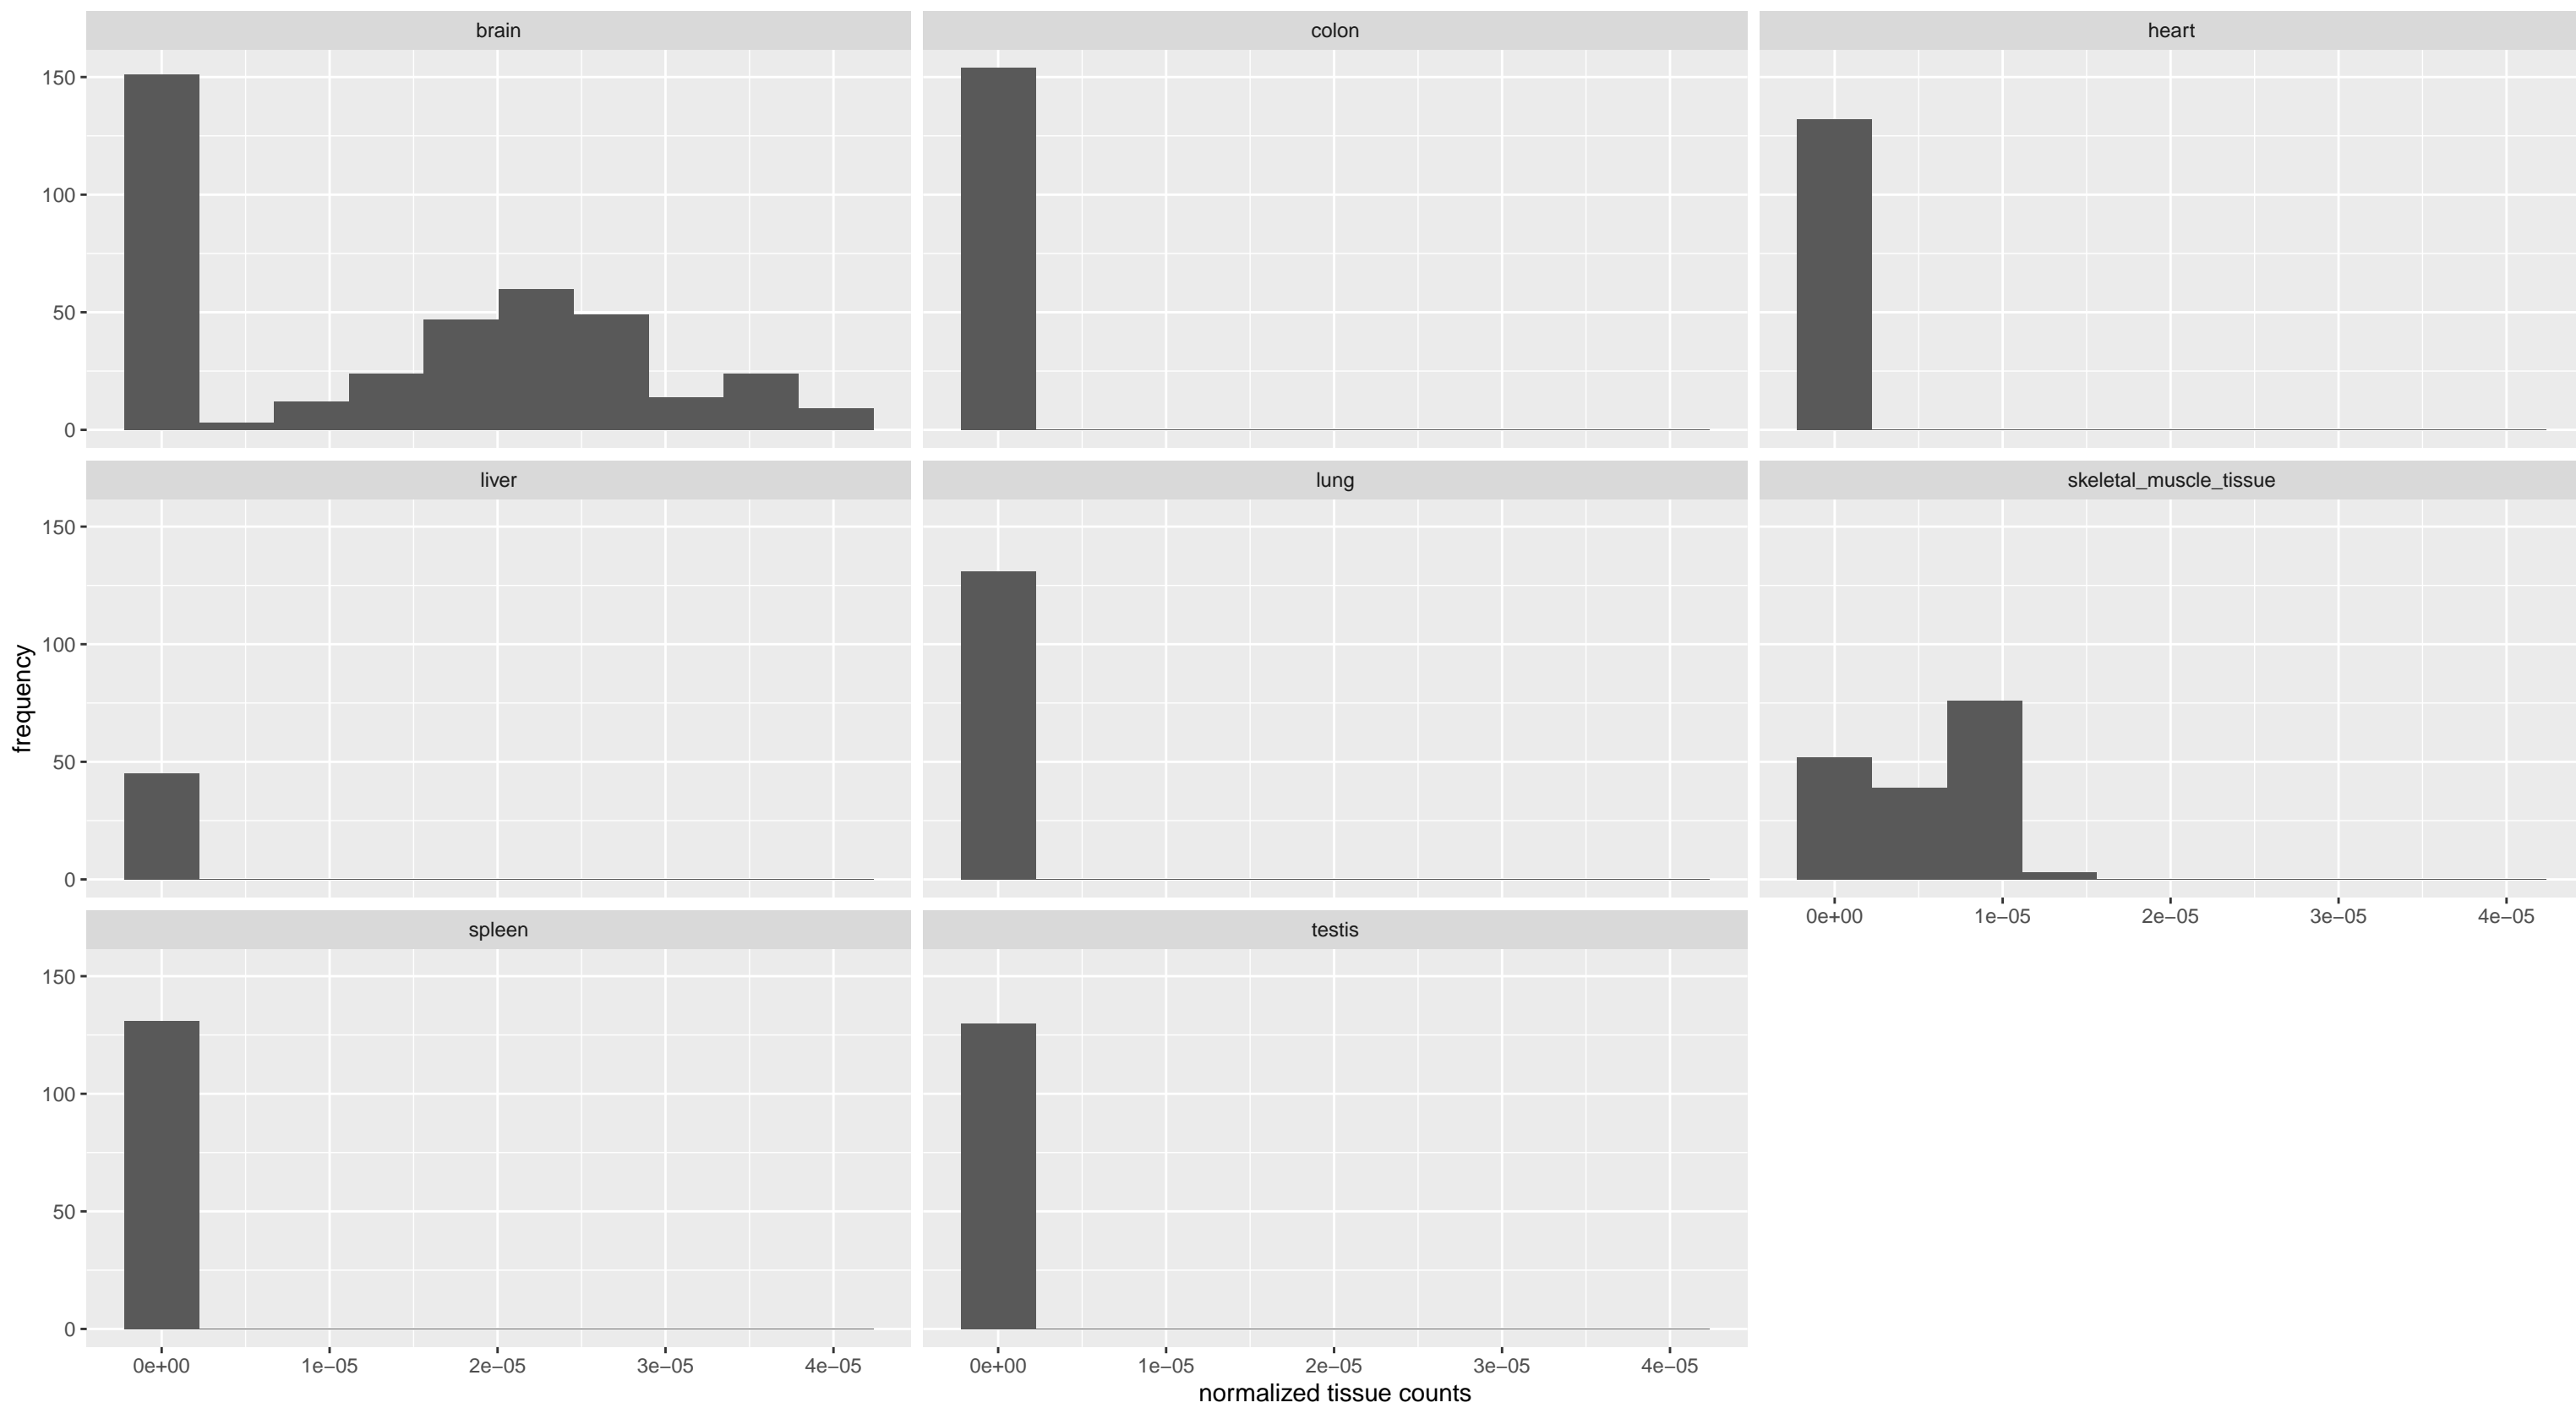 brain
colon
heart
150
100
50
0
liver
lung
skeletal_muscle_tissue
150
100
50
0
0e+00 1e−05 2e−05 3e−05 4e−05
spleen
testis
150
100
50
0
0e+00 1e−05 2e−05 3e−05 4e−05
0e+00 1e−05 2e−05 3e−05 4e−05
normalized tissue counts
frequency